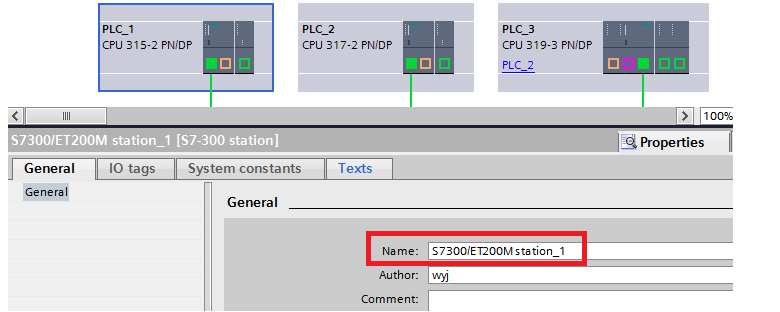 PLC_1
CPU 315-2 PN/DP
PLC_2
CPU 317-2 PN/DP
PLC_3
CPU 319-3 PN/DP
PLC_2
100%
S7300/ET200M station_1 [S7-300 station]
Properties
General
IO tags
System constants
Texts
General
General
Name:
S7300/ET200M station_1
Author:
wyj
Comment: